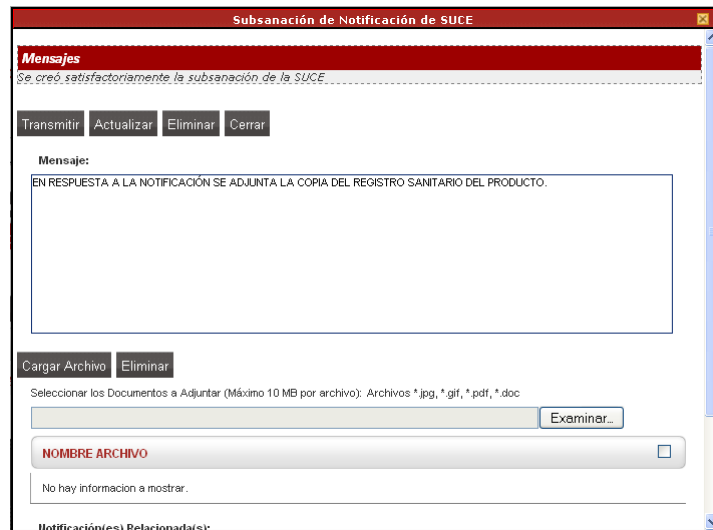 Subsanación de Notificación de SUCE
Mensajes
Se creó satisfactoriamente la subsanación de la SUCE
Transmitir Actualizar Eliminar Cerrar
Mensaje:
EN RESPUESTA A LA NOTIFICACIÓN SE ADJUNTA LA COPIA DEL REGISTRO SANITARIO DEL PRODUCTO.
Cargar Archivo Eliminar
Seleccionar los Documentos a Adjuntar (Máximo 10 MB por archivo): Archivos *.jpg, *.gif, *.pdf, *.doc
Examinar...
NOMBRE ARCHIVO
No hay informacion a mostrar.
Notificación(es) Relacionada(s):